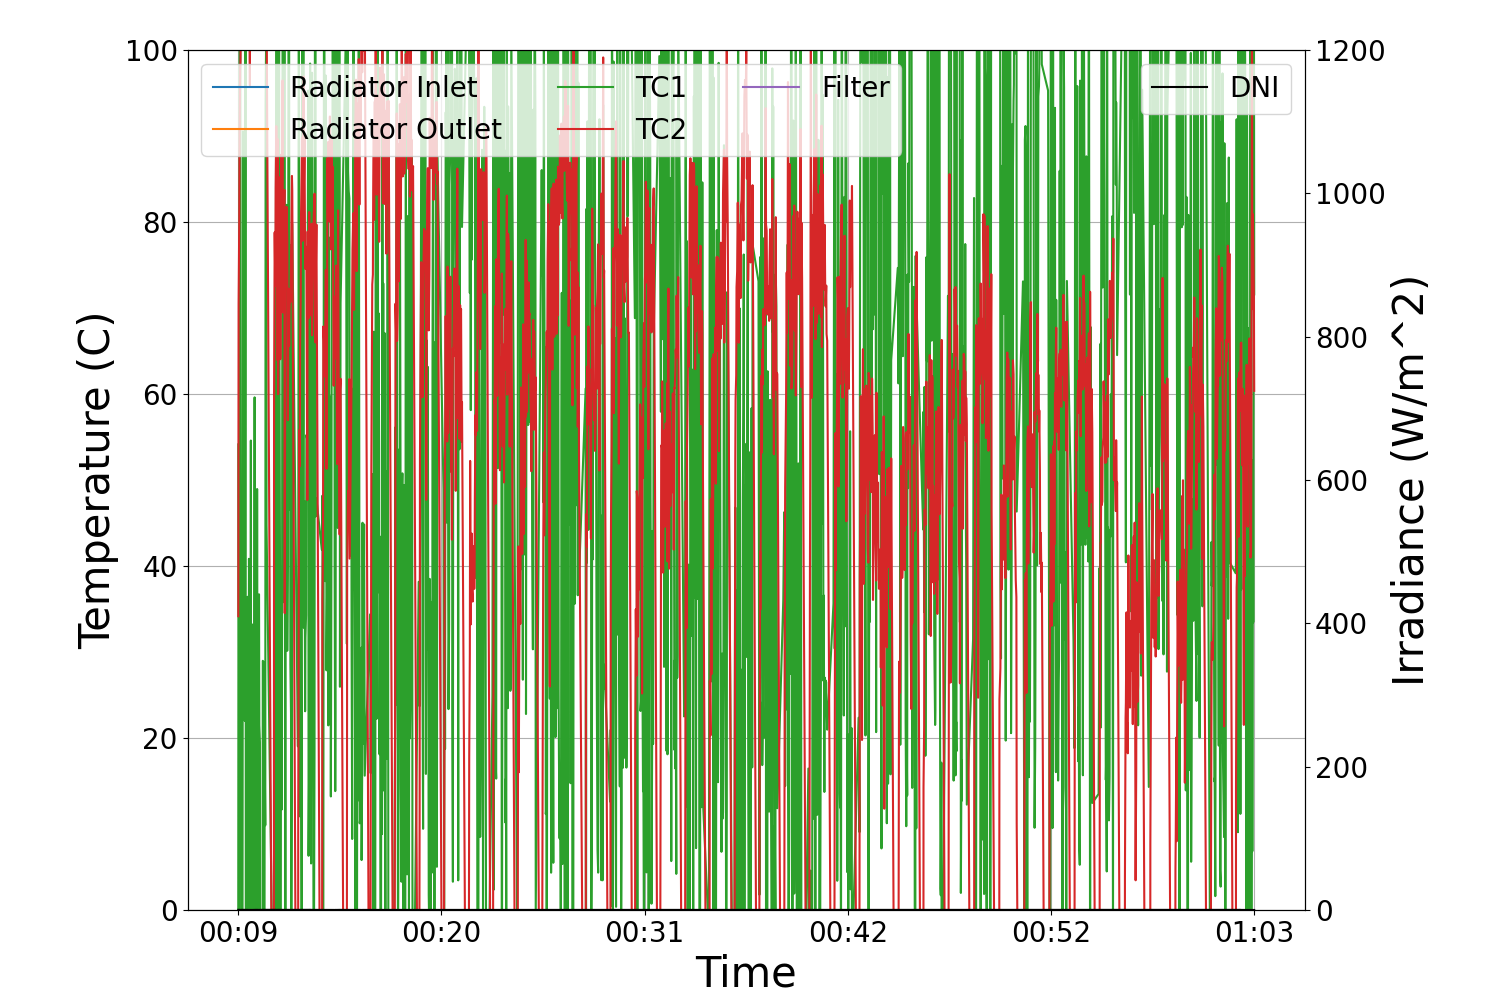 100
80
60
40
20
0
Temperature (C)
Radiator Inlet
Radiator Outlet
TC1
TC2
Filter
DNI
1200
1000
800
600
400
200
0
Irradiance (W/m^2)
00:09
00:20
00:31
00:42
00:52
01:03
Time